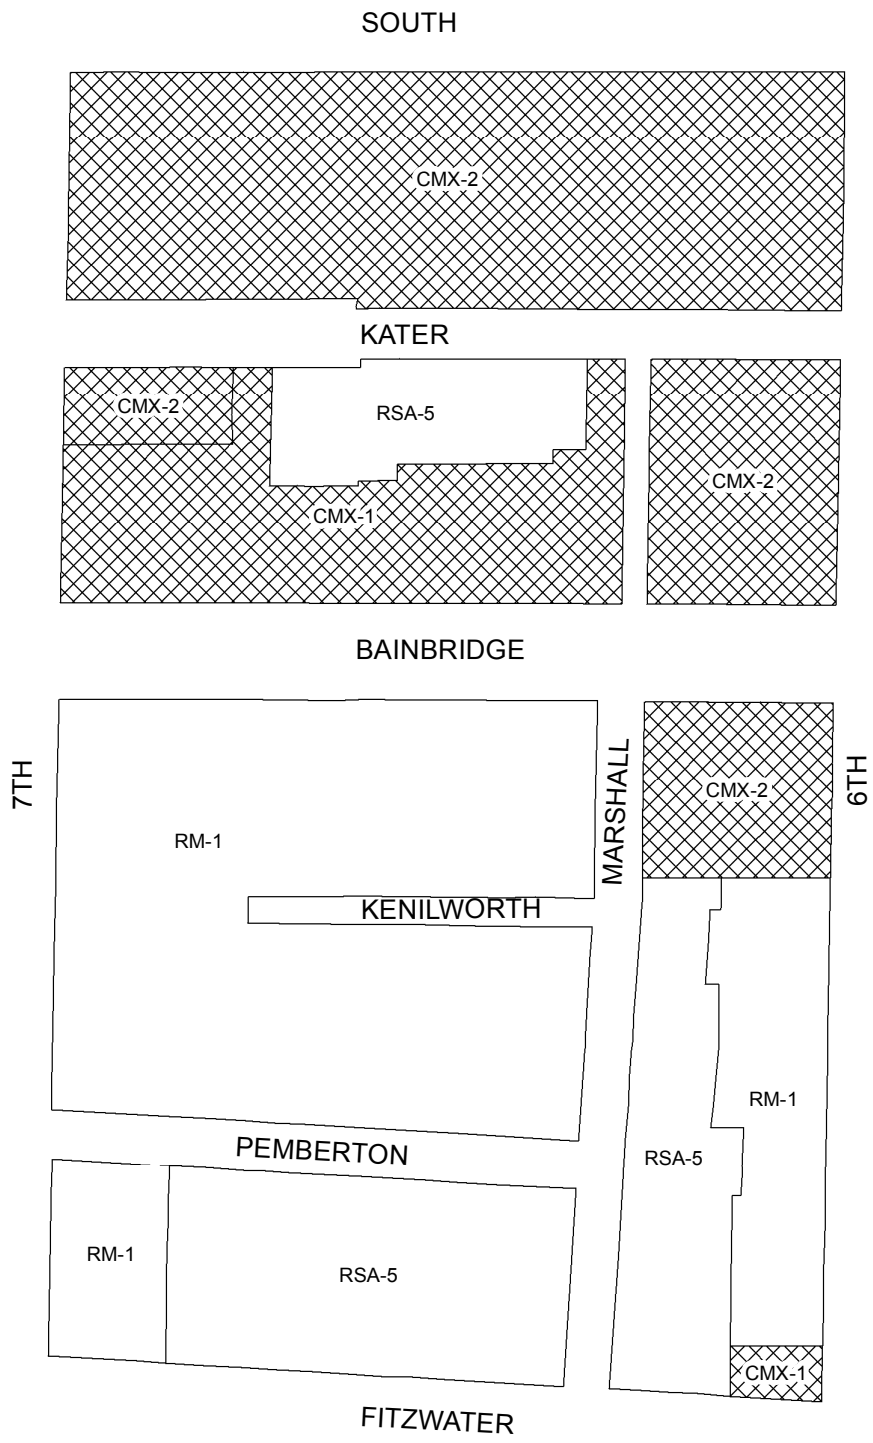 SOUTH
CMX-2
KATER
CMX-2
RSA-5
CMX-2
CMX-1
BAINBRIDGE
7TH
MARSHALL
CMX-2
6TH
RM-1
KENILWORTH
RM-1
PEMBERTON
RSA-5
RM-1
RSA-5
CMX-1
FITZWATER